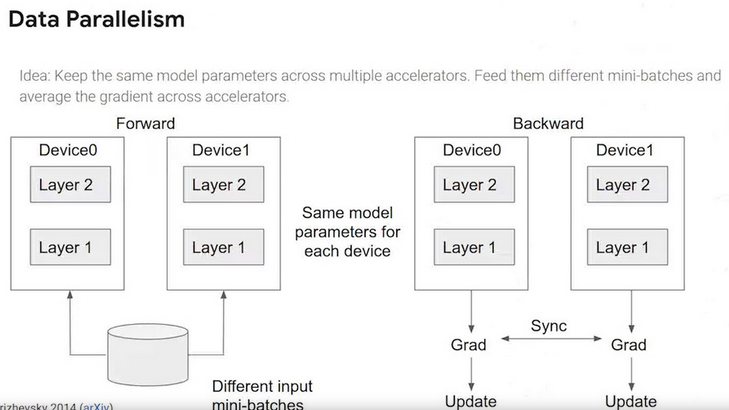 Data Parallelism
Idea: Keep the same model parameters across multiple accelerators. Feed them different mini-batches and
average the gradient across accelerators.
Forward
Device0
Layer 2
Layer 1
Device1
Layer 2
Layer 1
Same model
parameters for
each device
Different input
mini-batches
Backward
Device0
Layer 2
Layer 1
Device1
Layer 2
Layer 1
Grad
Sync
Grad
Update
Update
rizhevsky 2014 (arXiv)